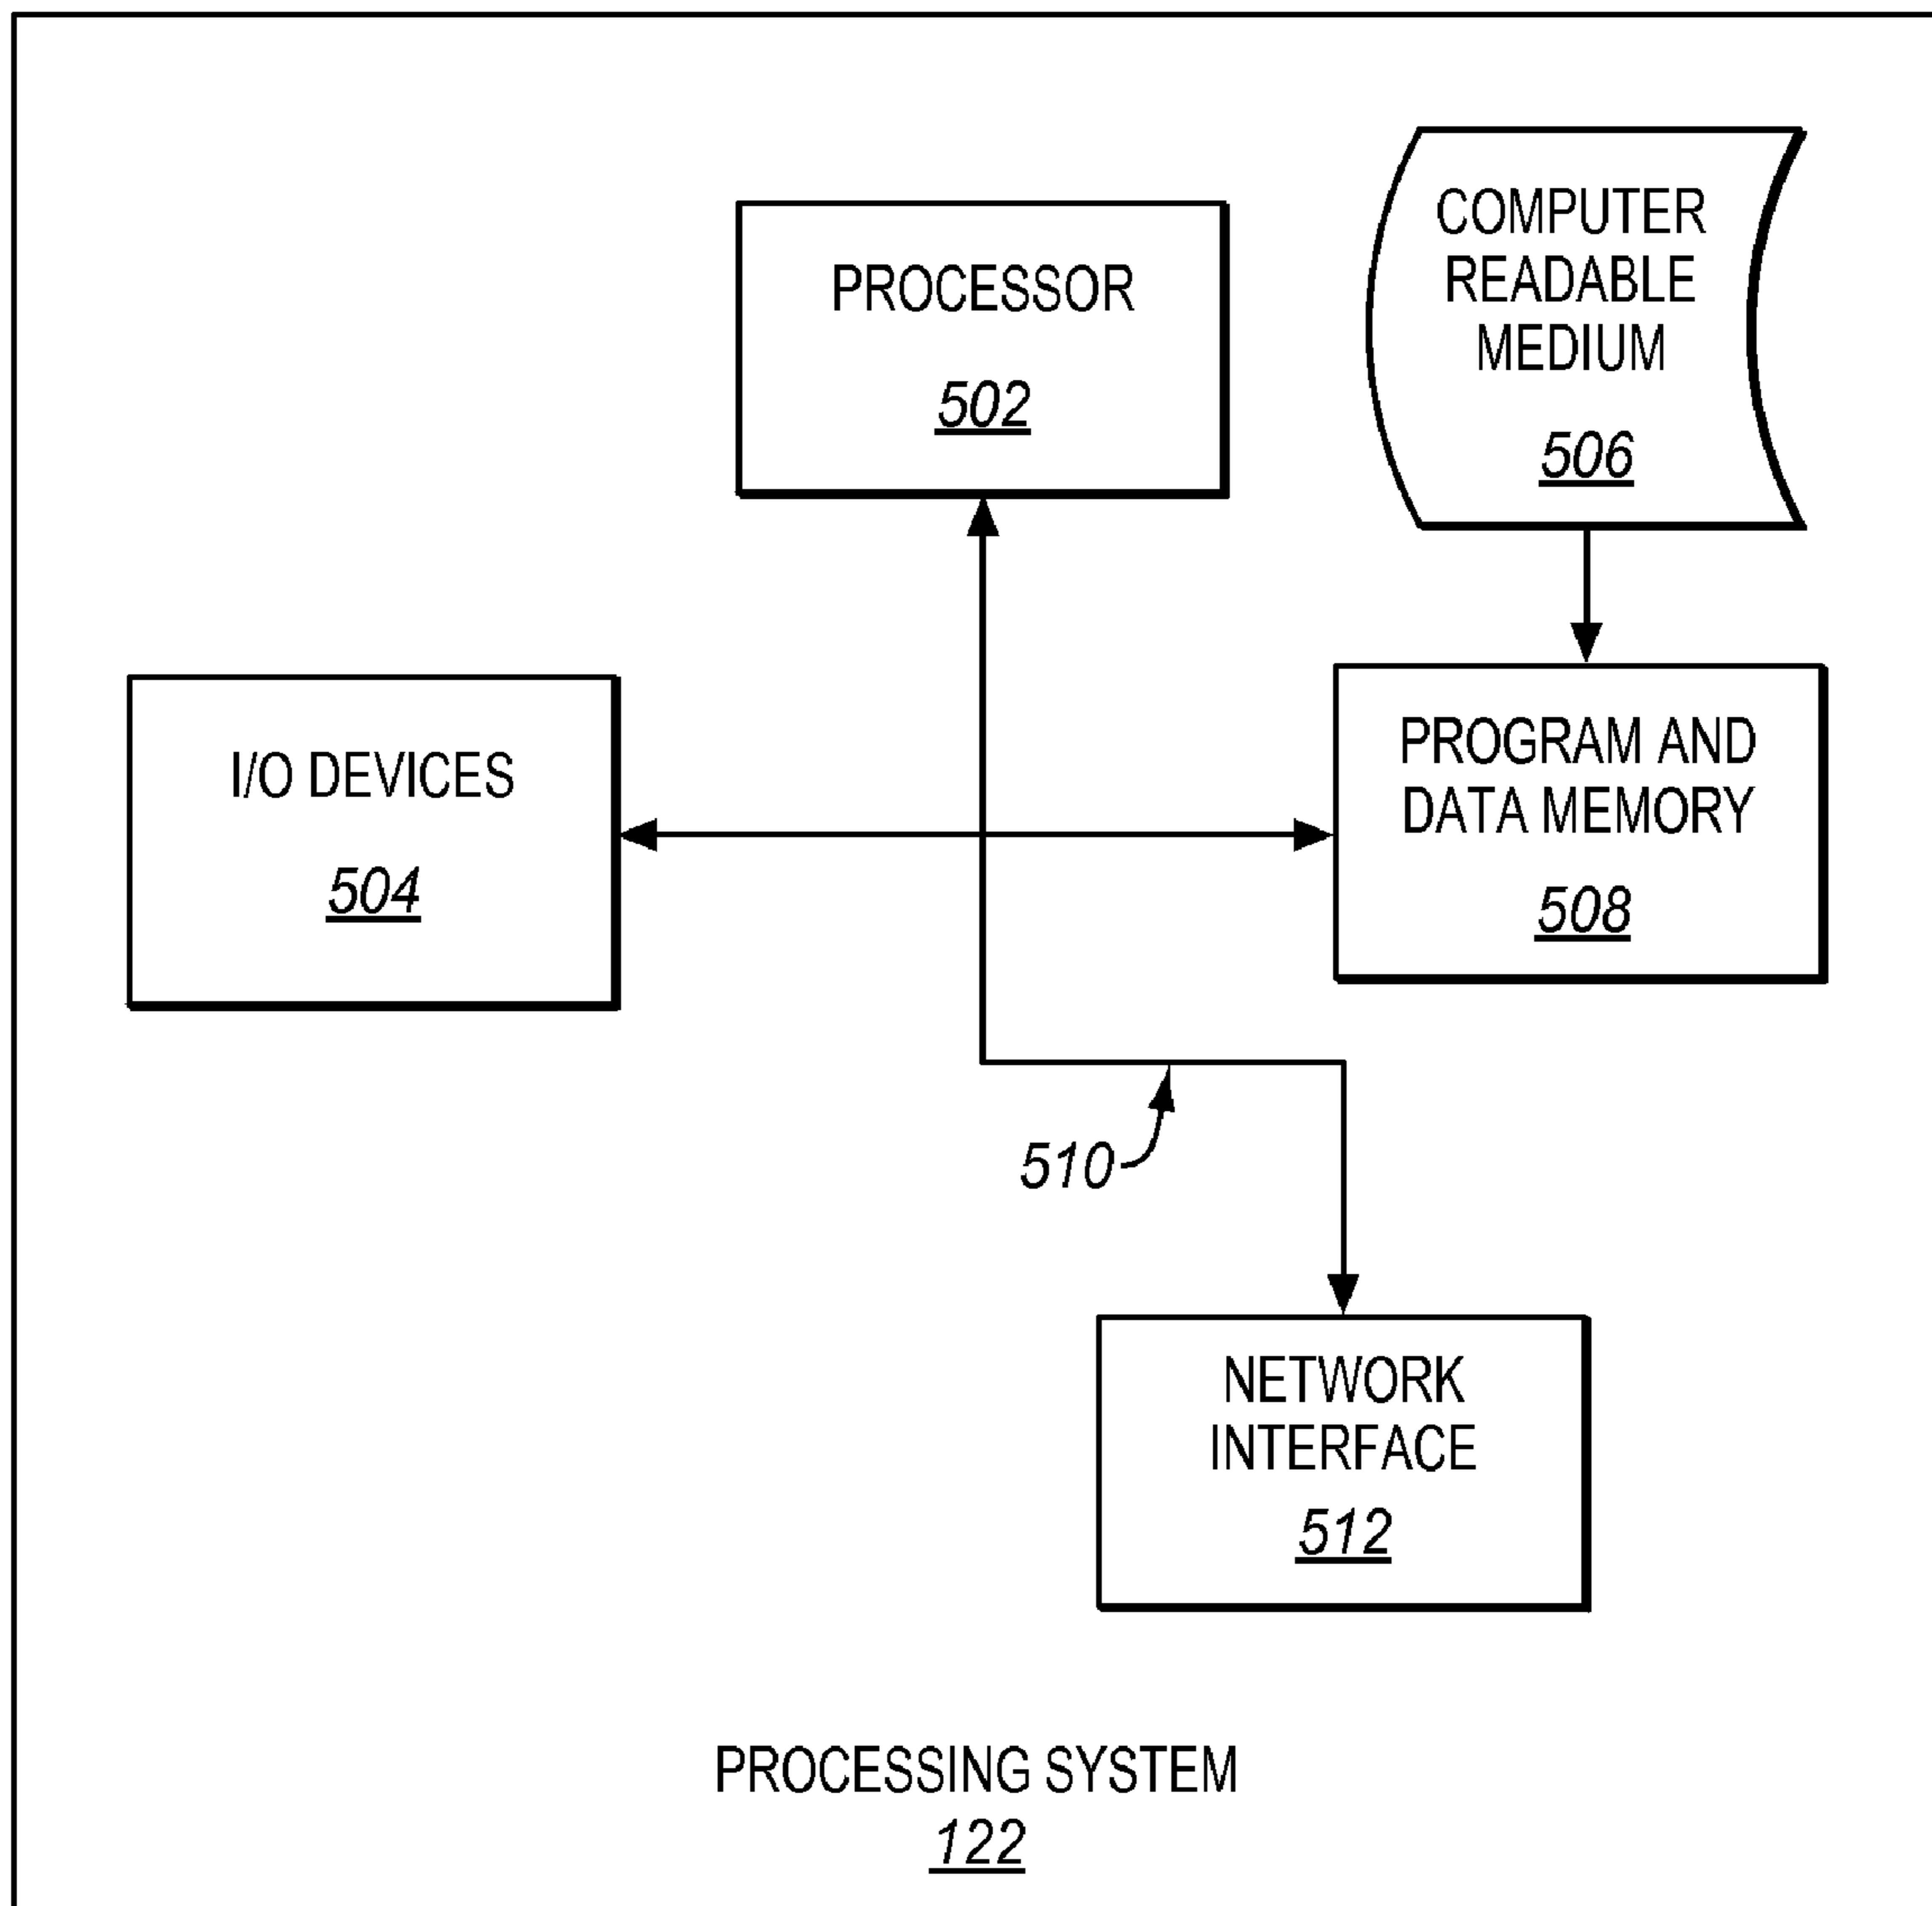 PROCESSOR
502
COMPUTER
READABLE
MEDIUM
506
I/O DEVICES
504
PROGRAM AND
DATA MEMORY
508
510
NETWORK
INTERFACE
512
PROCESSING SYSTEM
122